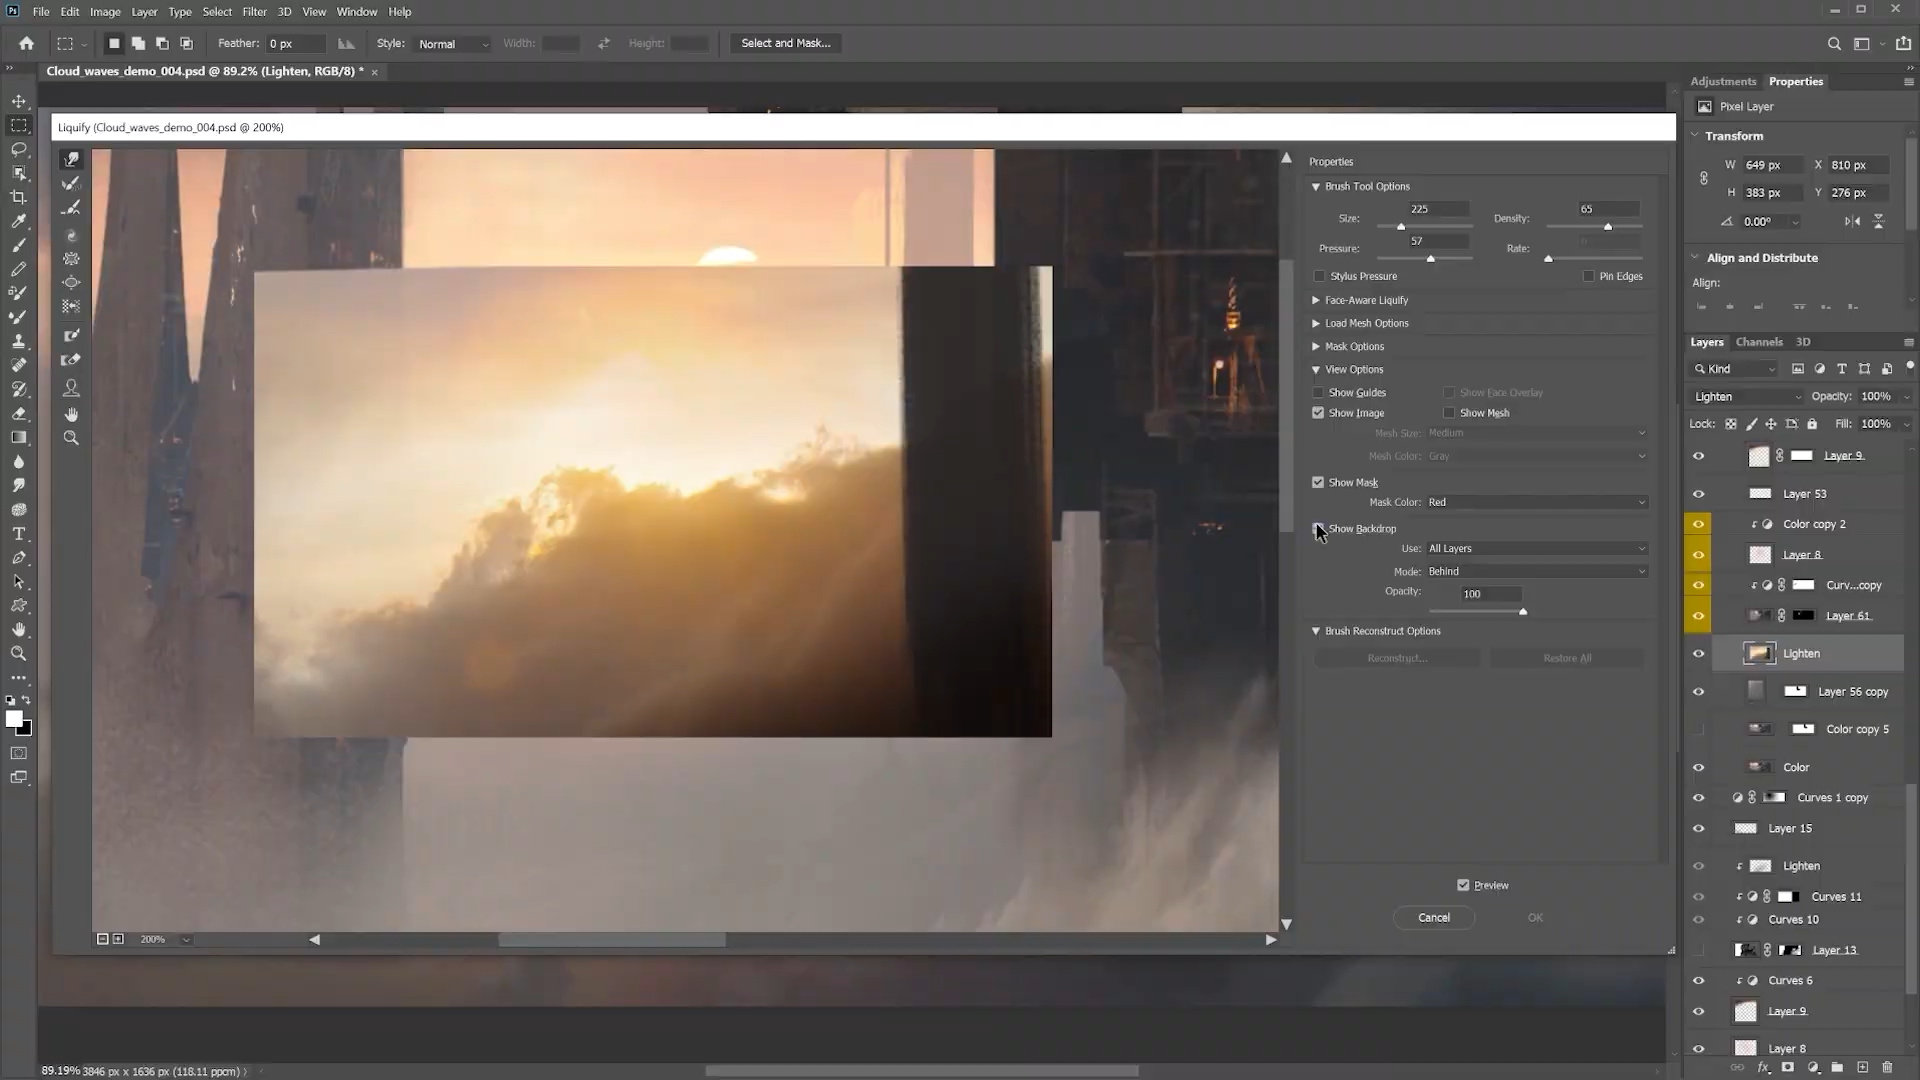 Ps File Edit Image Layer Type Select Filter 3D View Window Help
Feather: 0 px Style: Normal Width: Height: Select and Mask...
Cloud_waves_demo_004.psd @ 89.2% (Lighten, RGB/8) * ×
Liquify (Cloud_waves_demo_004.psd @ 200%)
Properties
Brush Tool Options
Size: 225 Density: 65
Pressure: 57 Rate: 0
Stylus Pressure Pin Edges
Face-Aware Liquify
Load Mesh Options
Mask Options
View Options
Show Guides Show Face Overlay
Show Image Show Mesh
Mesh Size: Medium
Mesh Color: Gray
Show Mask
Mask Color: Red
Show Backdrop
Use: All Layers
Mode: Behind
Opacity: 100
Brush Reconstruct Options
Reconstruct... Restore All
Preview
Cancel OK
200%
Adjustments Properties
Pixel Layer
Transform
W 649 px X 810 px
H 383 px Y 276 px
0.00°
Align and Distribute
Align:
Layers Channels 3D
Kind
Lighten Opacity: 100%
Lock: Fill: 100%
Layer 9
Layer 53
Color copy 2
Layer 8
Curv...copy
Layer 61
Lighten
Layer 56 copy
Color copy 5
Color
Curves 1 copy
Layer 15
Lighten
Curves 11
Curves 10
Layer 13
Curves 6
Layer 9
Layer 8
89.19% 3846 px x 1636 px (118.11 ppcm)